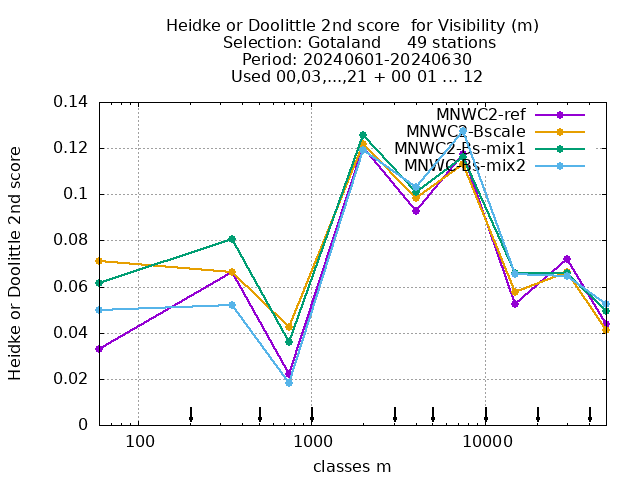 Heidke or Doolittle 2nd score  for Visibility (m)
Selection: Gotaland     49 stations
Period: 20240601-20240630
Used 00,03,...,21 + 00 01 ... 12
MNWC2-ref
MNWC2-Bscale
MNWC2-Bs-mix1
MNWC-Bs-mix2
Heidke or Doolittle 2nd score
0.14
0.12
0.1
0.08
0.06
0.04
0.02
0
100
1000
10000
classes m